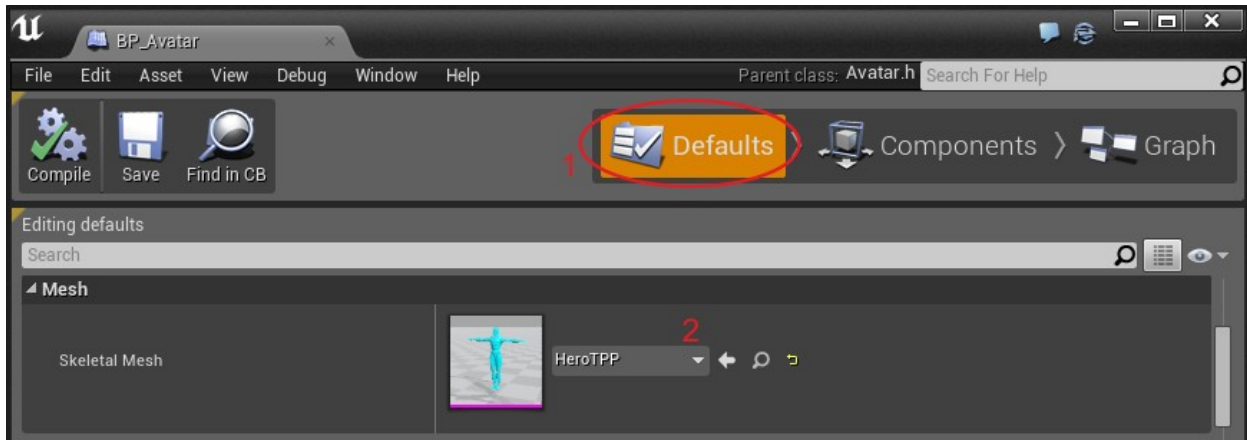 BP_Avatar
File Edit Asset View Debug Window Help Parent class: Avatar.h Search For Help
1 Defaults Components Graph
Compile Save Find in CB
Editing defaults
Search
Mesh
2
Skeletal Mesh HeroTPP